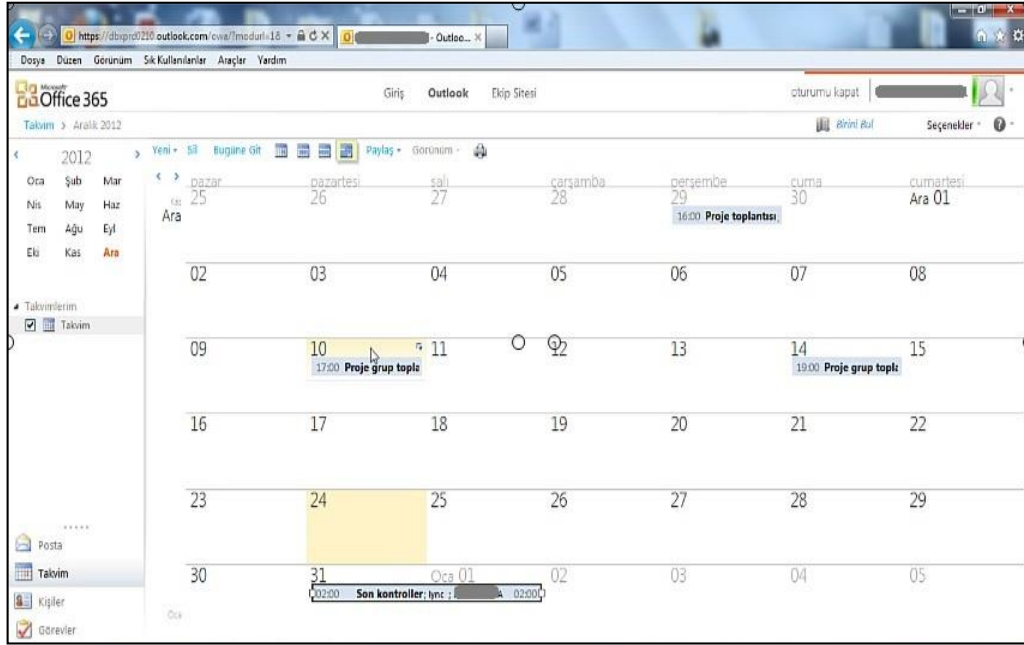 https://dbxprd0210.outlook.com/owa/?modurl=18
- Outloo... ×
Dosya Düzen Görünüm Sık Kullanılanlar Araçlar Yardım
Microsoft
Office 365
Giriş Outlook Ekip Sitesi
oturumu kapat
Takvim > Aralık 2012
Birini Bul
Seçenekler
2012
Yeni Sil Bugüne Git Paylaş Görünüm
Oca Şub Mar
Nis May Haz
Tem Ağu Eyl
Eki Kas Ara
Takvimlerim
Takvim
pazar pazartesi salı çarşamba perşembe cuma cumartesi
Ara
25 26 27 28 29 30 Ara 01
16:00 Proje toplantısı
02 03 04 05 06 07 08
09 10 11 12 13 14 15
17:00 Proje grup topla
19:00 Proje grup topla
16 17 18 19 20 21 22
23 24 25 26 27 28 29
30 31 Oca 01 02 03 04 05
02:00 Son kontroller; lync ; A 02:00
Oca
Posta
Takvim
Kişiler
Görevler